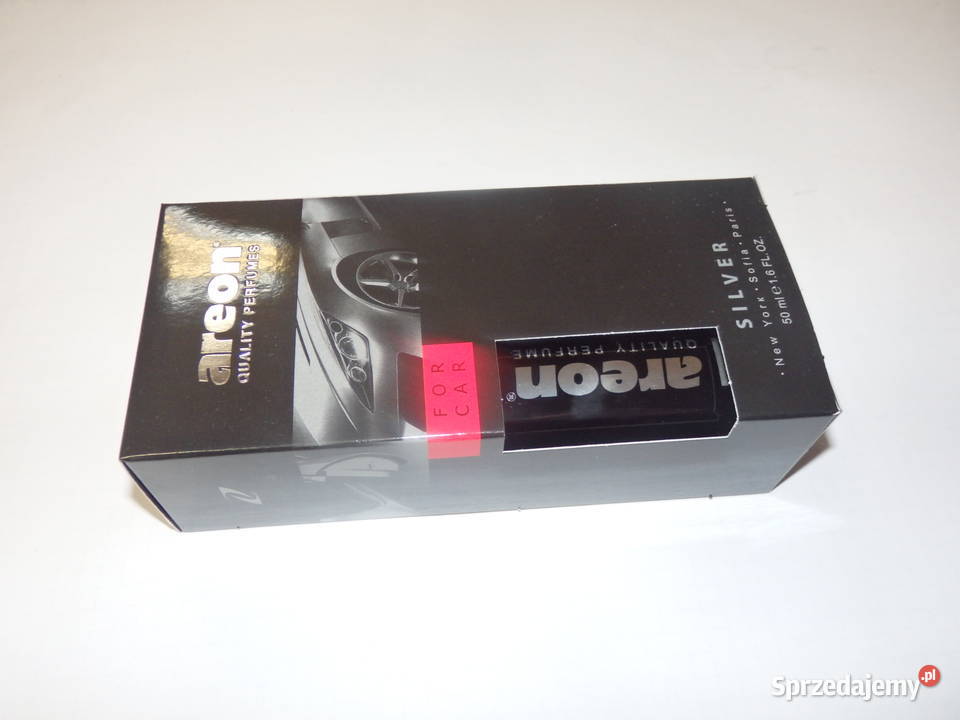 areon®
QUALITY PERFUMES
FOR
CAR
areon®
QUALITY PERFUME
SILVER
• New York • Sofia • Paris •
50 ml e 1.6 FL.OZ.
Sprzedajemy.pl